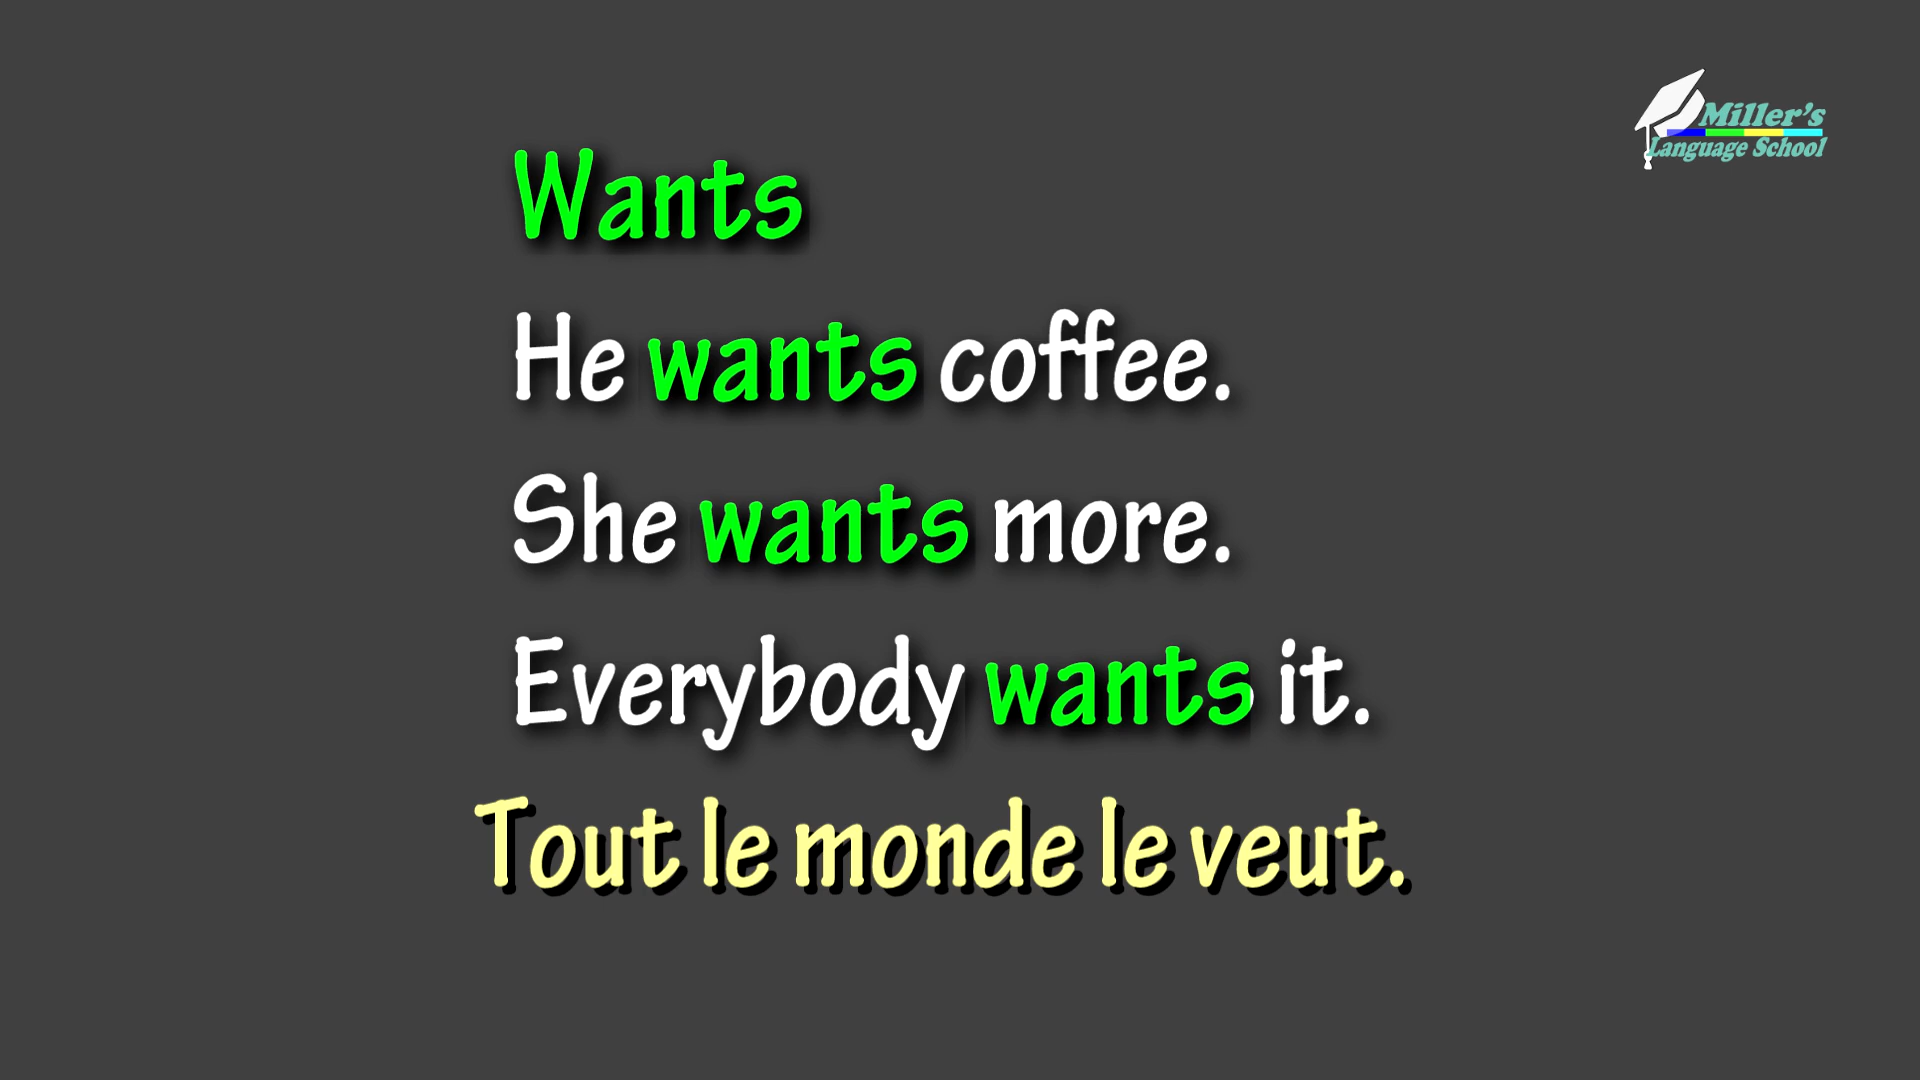 Miller's
Language School
Wants
He wants coffee.
She wants more.
Everybody wants it.
Tout le monde le veut.